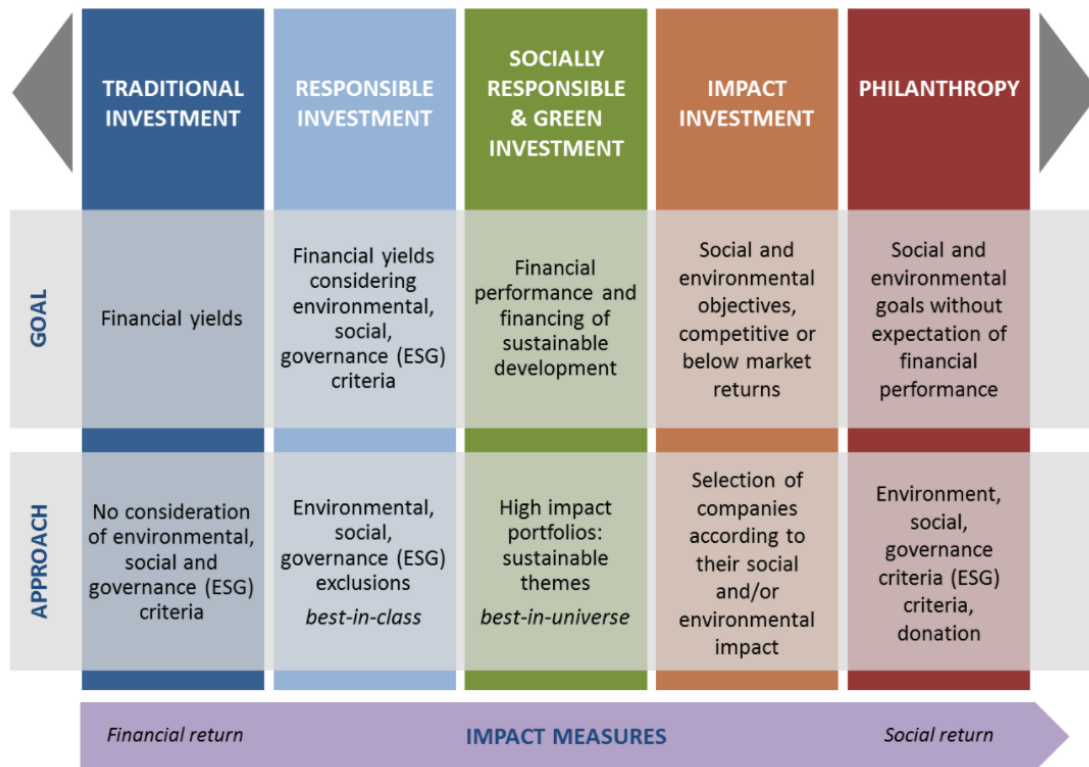 TRADITIONAL
INVESTMENT
RESPONSIBLE
INVESTMENT
SOCIALLY
RESPONSIBLE
& GREEN
INVESTMENT
IMPACT
INVESTMENT
PHILANTHROPY
GOAL
Financial yields
Financial yields
considering
environmental,
social,
governance (ESG)
criteria
Financial
performance and
financing of
sustainable
development
Social and
environmental
objectives,
competitive or
below market
returns
Social and
environmental
goals without
expectation of
financial
performance
APPROACH
No consideration
of environmental,
social and
governance (ESG)
criteria
Environmental,
social,
governance (ESG)
exclusions
best-in-class
High impact
portfolios:
sustainable
themes
best-in-universe
Selection of
companies
according to
their social
and/or
environmental
impact
Environment,
social,
governance
criteria (ESG)
criteria,
donation
Financial return
IMPACT MEASURES
Social return